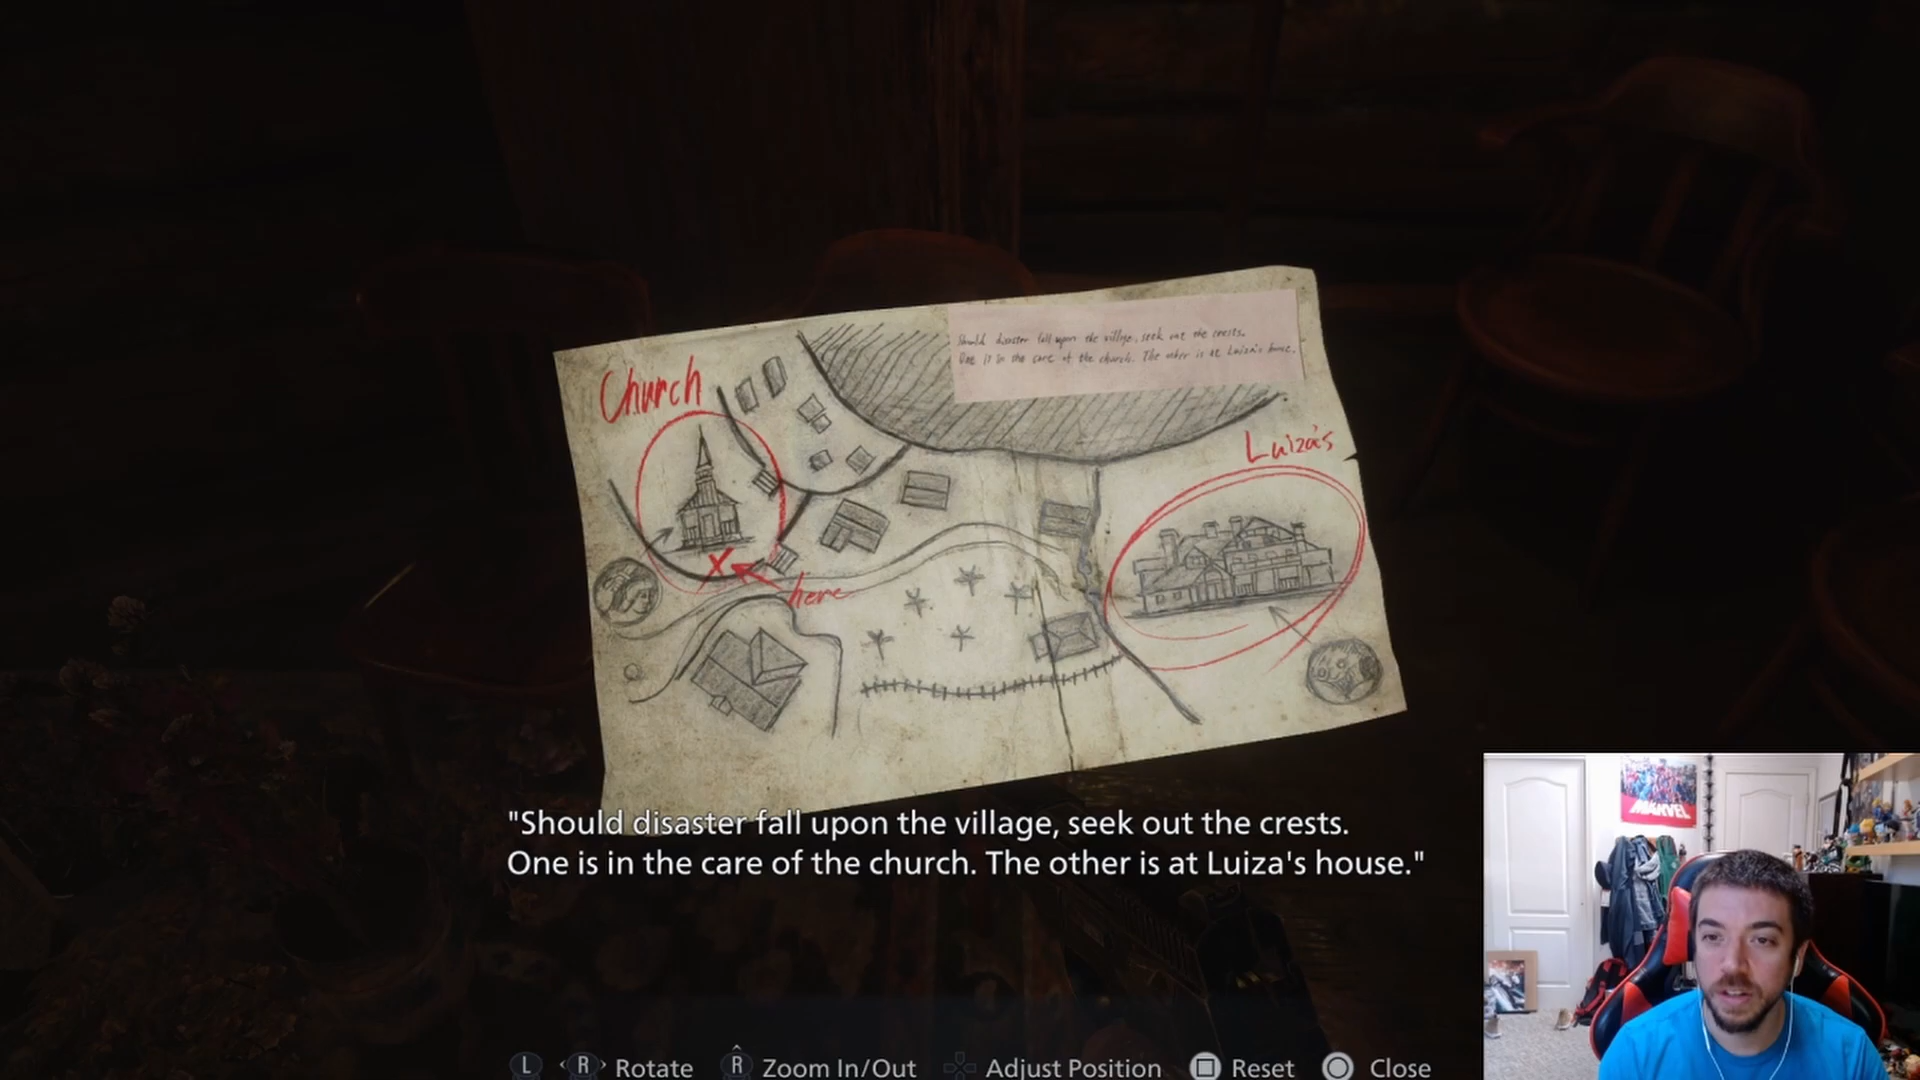 Should disaster fall upon the village, seek out the crests.
One is in the care of the church. The other is at Luiza's house.
Church
Luiza's
here
"Should disaster fall upon the village, seek out the crests.
One is in the care of the church. The other is at Luiza's house."
MARVEL
L R Rotate R Zoom In/Out Adjust Position Reset Close